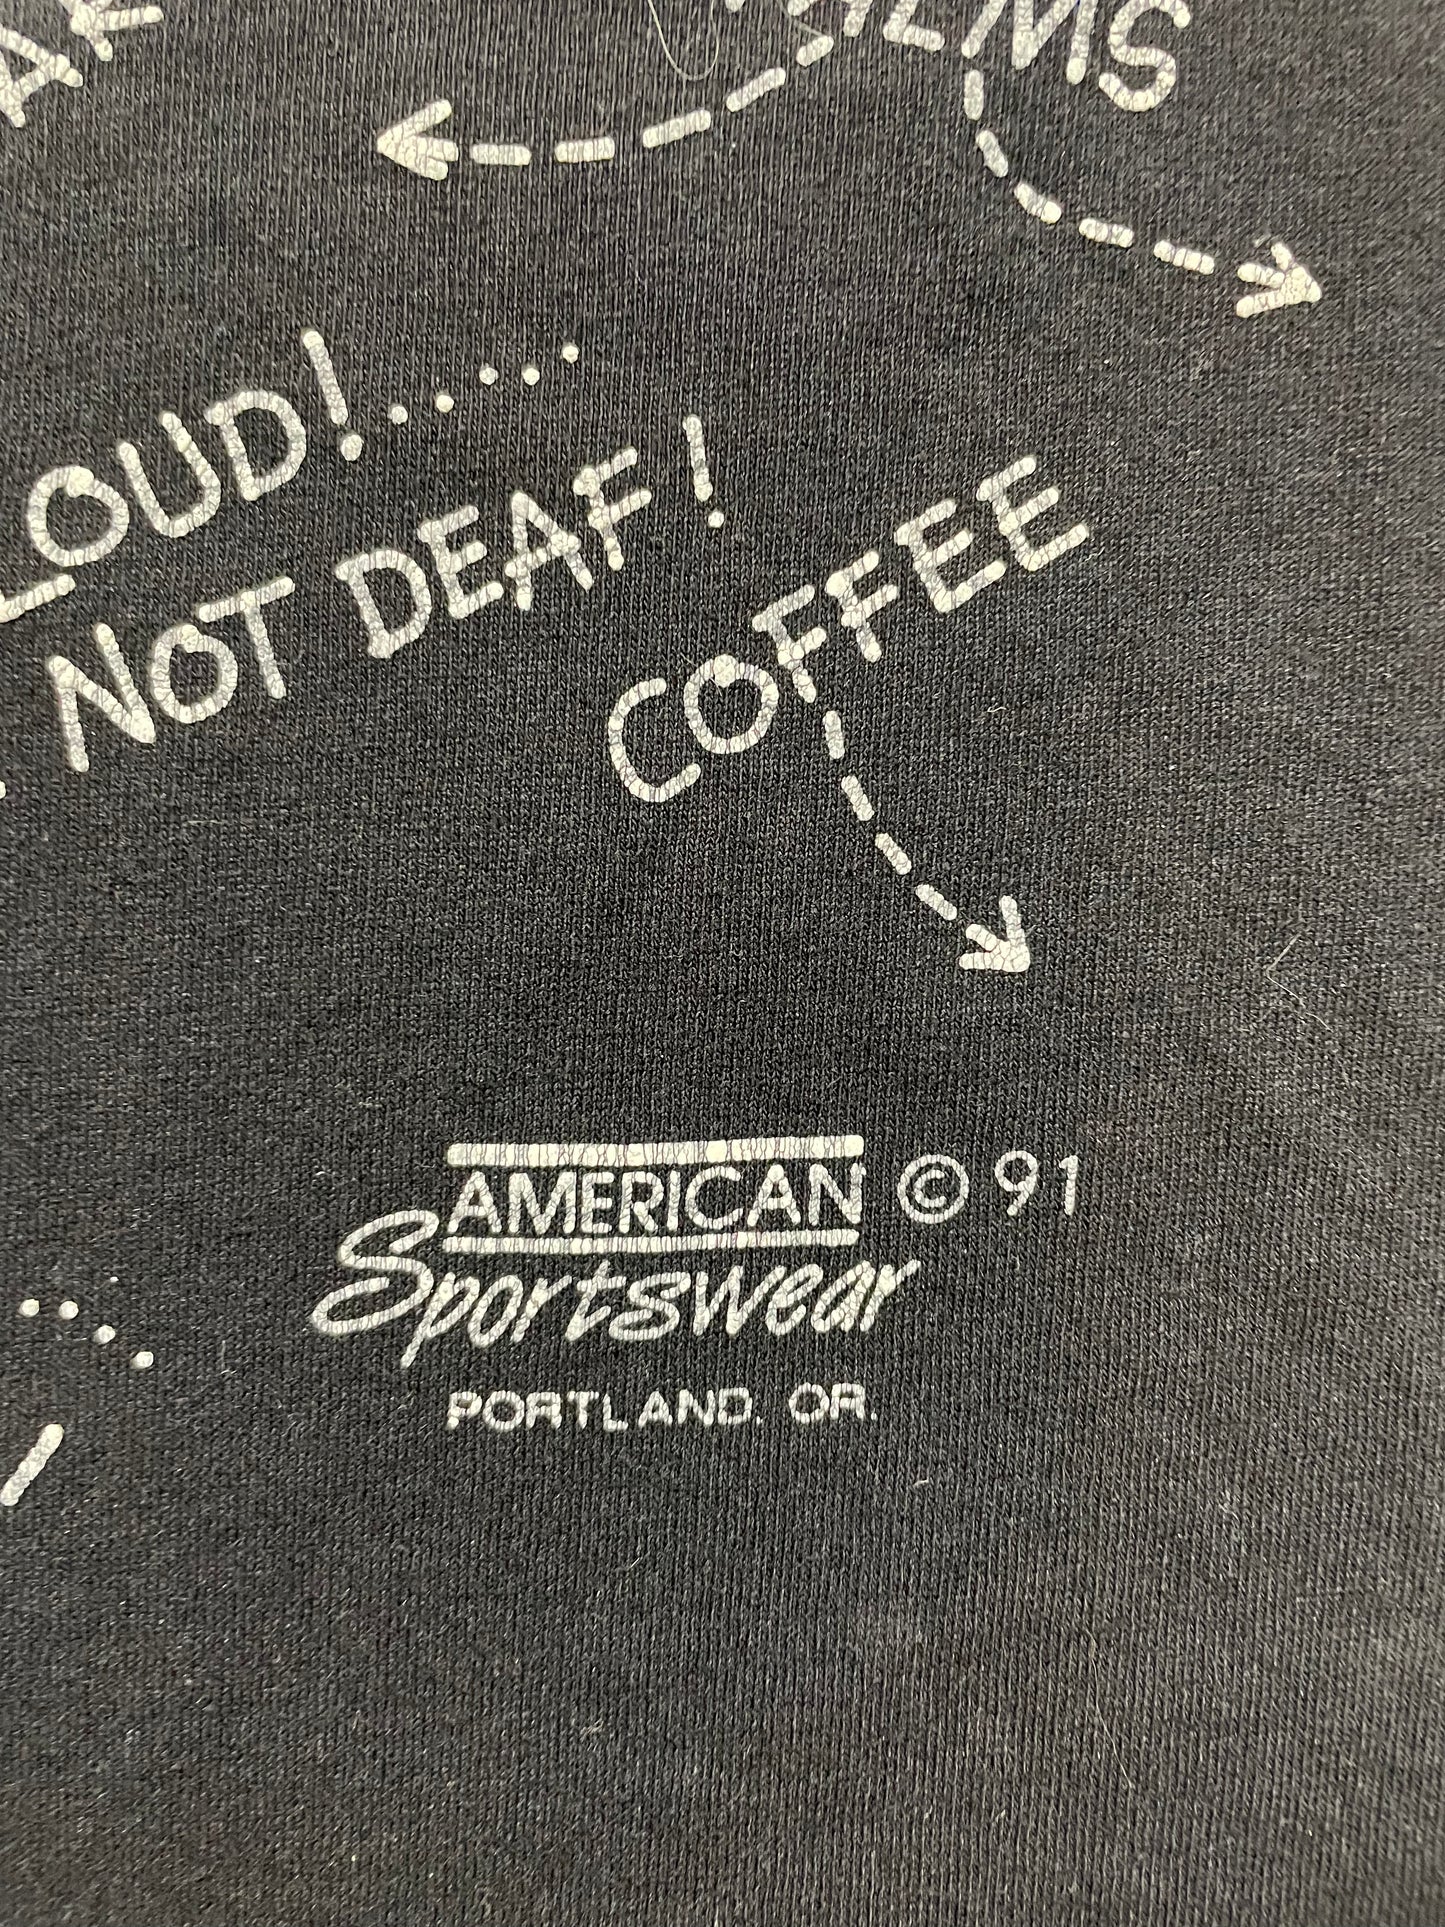 LOUD!.....
NOT DEAF!
COFFEE
AMERICAN © 91
Sportswear
PORTLAND, OR.